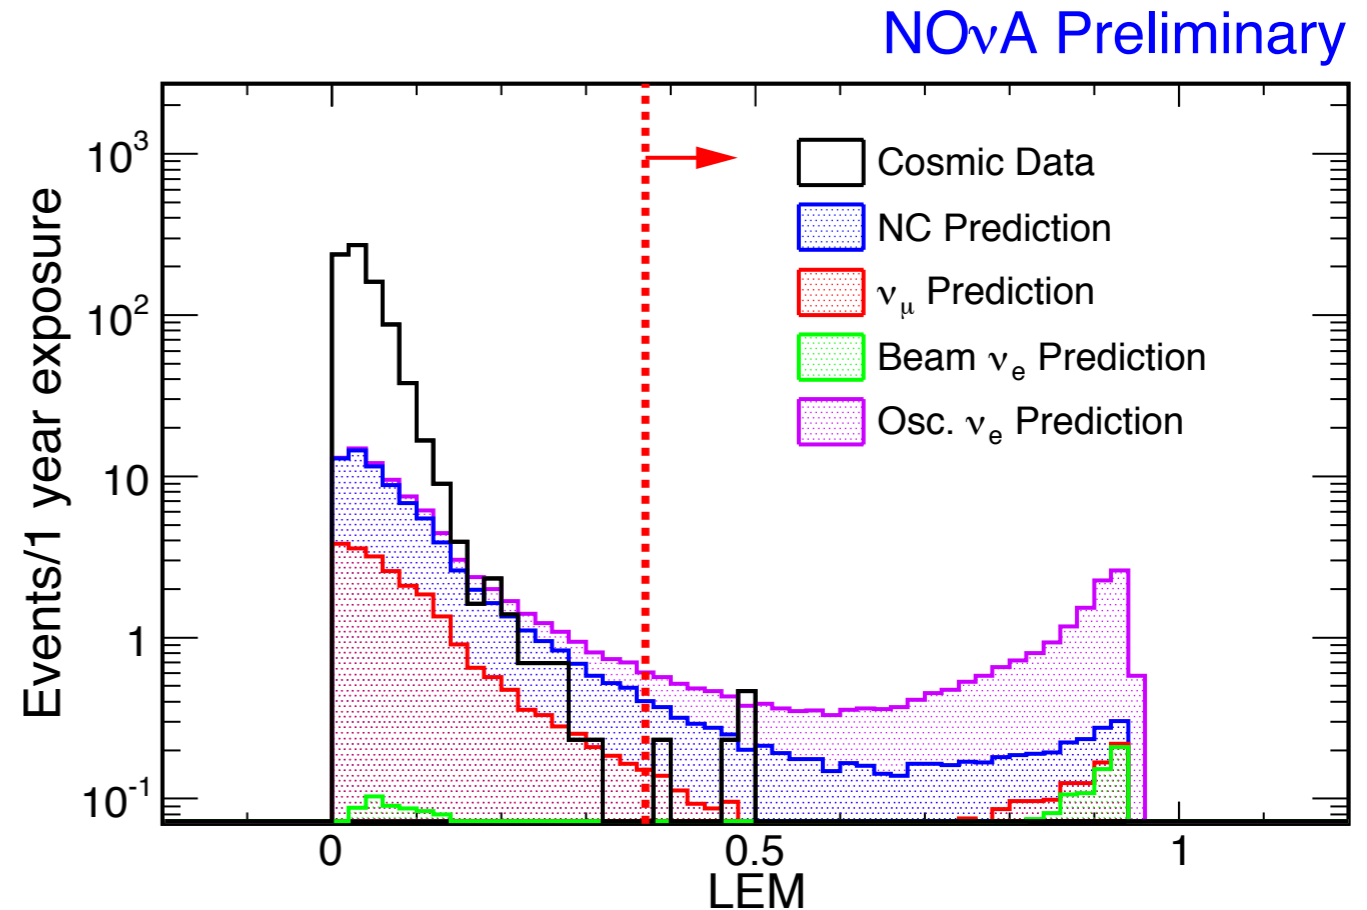 NOνA Preliminary
Events/1 year exposure
10³
10²
10
1
10⁻¹
Cosmic Data
NC Prediction
νμ Prediction
Beam νe Prediction
Osc. νe Prediction
0 0.5 1
LEM